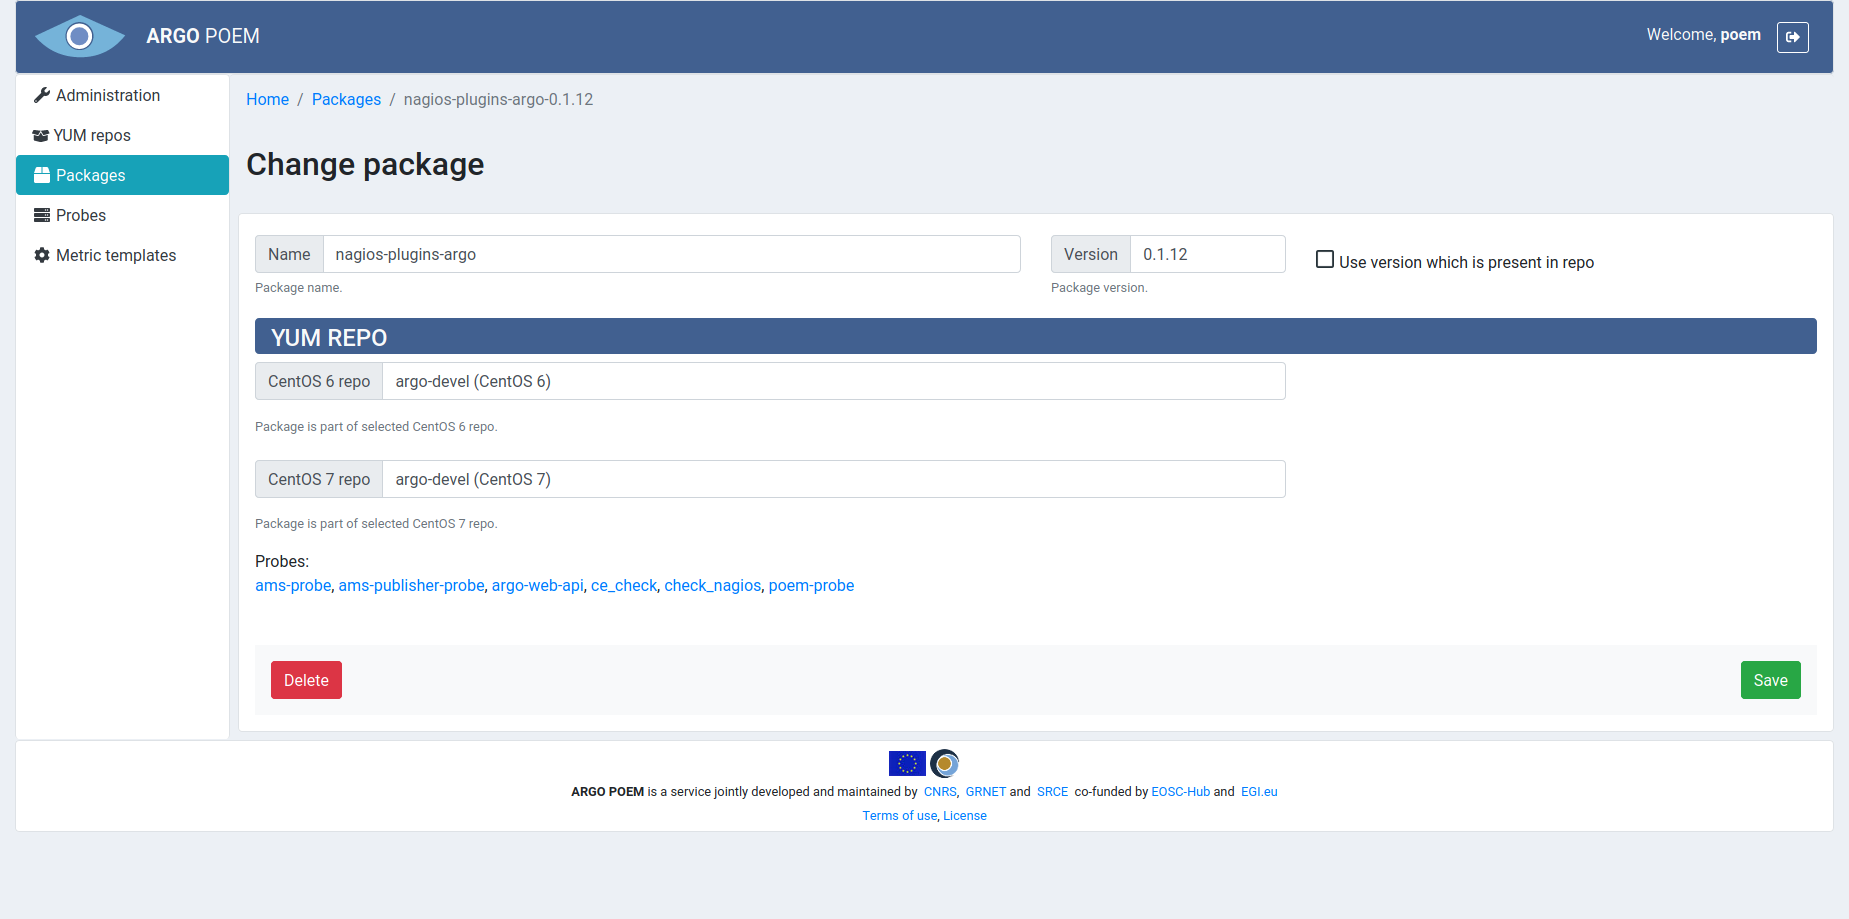 ARGO POEM
Welcome, poem
Administration
YUM repos
Packages
Probes
Metric templates
Home / Packages / nagios-plugins-argo-0.1.12
Change package
Name nagios-plugins-argo
Package name.
Version 0.1.12
Package version.
Use version which is present in repo
YUM REPO
CentOS 6 repo argo-devel (CentOS 6)
Package is part of selected CentOS 6 repo.
CentOS 7 repo argo-devel (CentOS 7)
Package is part of selected CentOS 7 repo.
Probes:
ams-probe, ams-publisher-probe, argo-web-api, ce_check, check_nagios, poem-probe
Delete
Save
ARGO POEM is a service jointly developed and maintained by CNRS, GRNET and SRCE co-funded by EOSC-Hub and EGI.eu
Terms of use, License